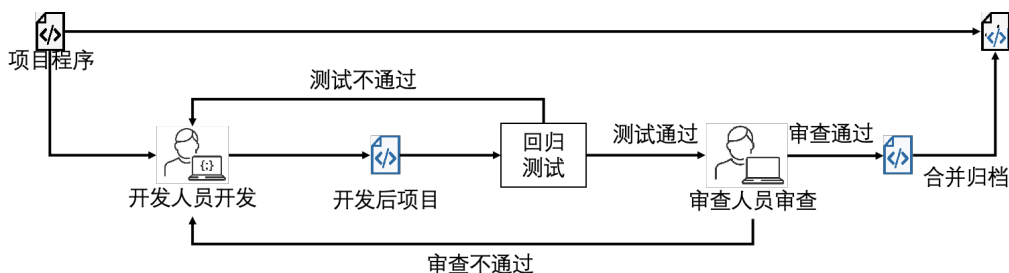 项目程序
测试不通过
回归
测试
测试通过
审查通过
开发人员开发
开发后项目
审查人员审查
合并归档
审查不通过